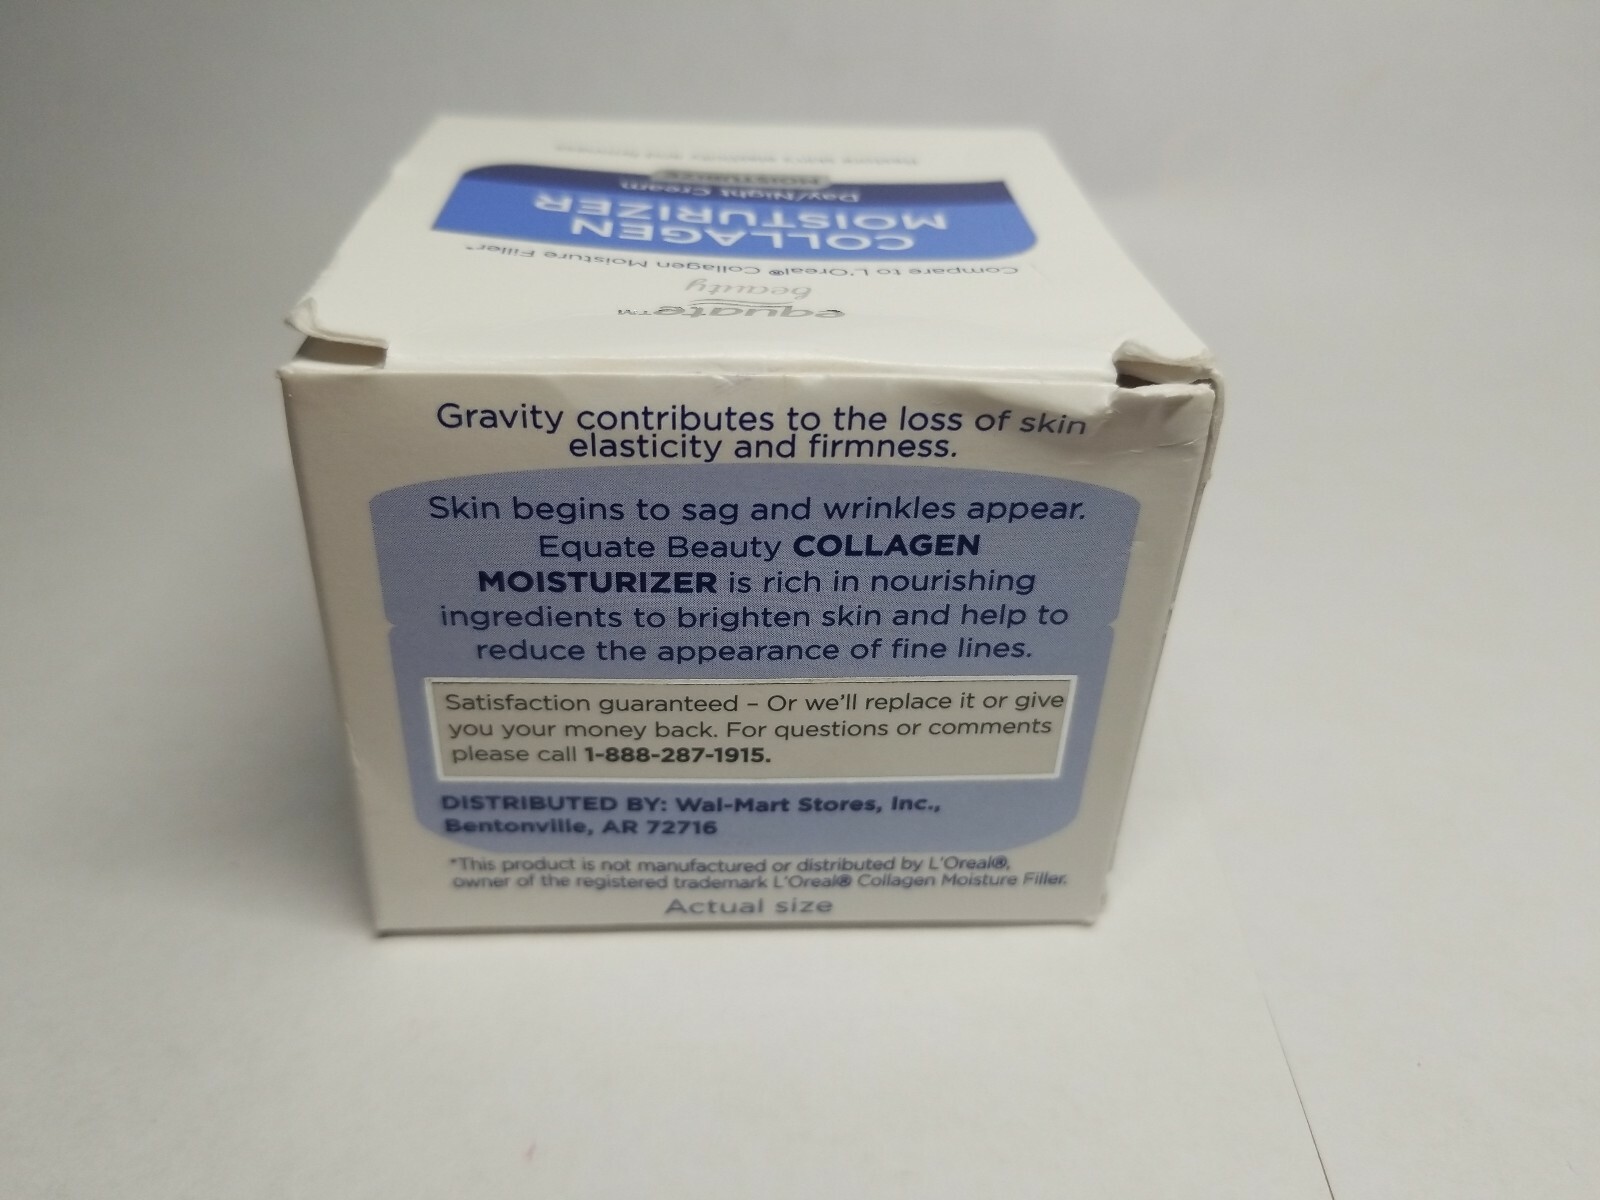 equate™
beauty
Compare to L'Oreal® Collagen Moisture Filler*
COLLAGEN
MOISTURIZER
Day/Night Cream
MOISTURIZE
Gravity contributes to the loss of skin
elasticity and firmness.
Skin begins to sag and wrinkles appear.
Equate Beauty COLLAGEN
MOISTURIZER is rich in nourishing
ingredients to brighten skin and help to
reduce the appearance of fine lines.
Satisfaction guaranteed – Or we'll replace it or give
you your money back. For questions or comments
please call 1-888-287-1915.
DISTRIBUTED BY: Wal-Mart Stores, Inc.,
Bentonville, AR 72716
*This product is not manufactured or distributed by L'Oreal®,
owner of the registered trademark L'Oreal® Collagen Moisture Filler.
Actual size